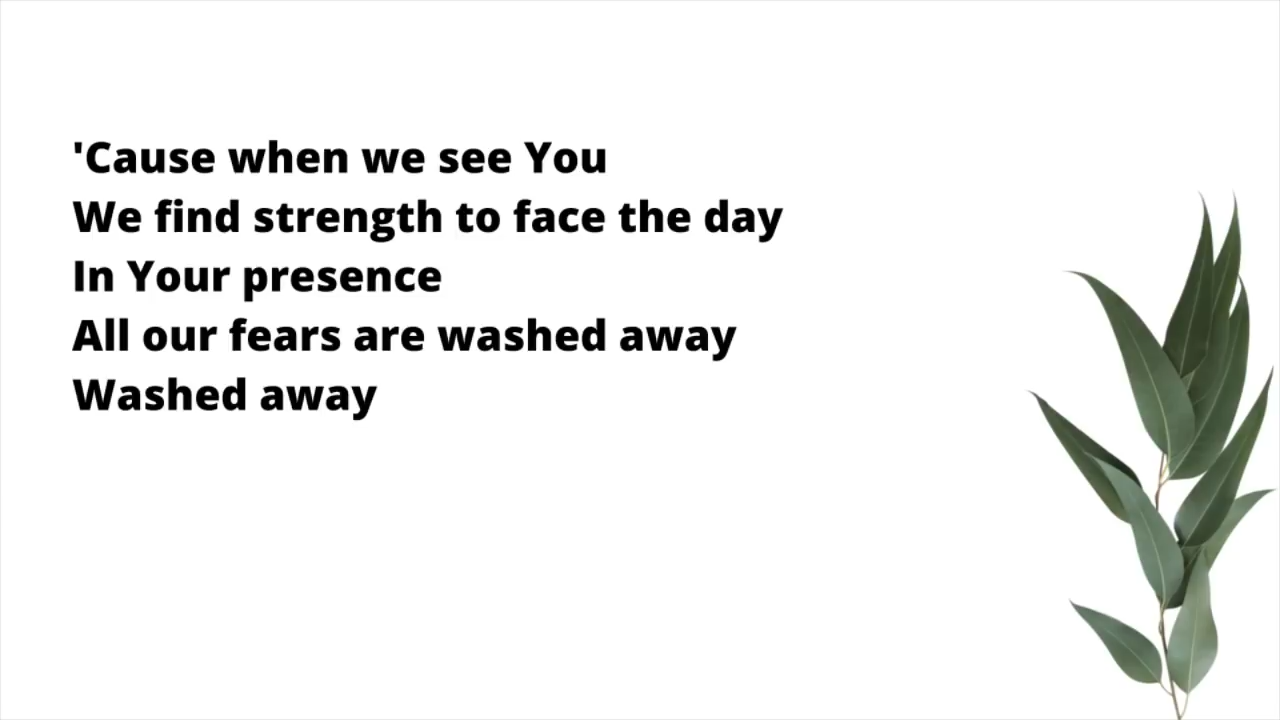 'Cause when we see You
We find strength to face the day
In Your presence
All our fears are washed away
Washed away